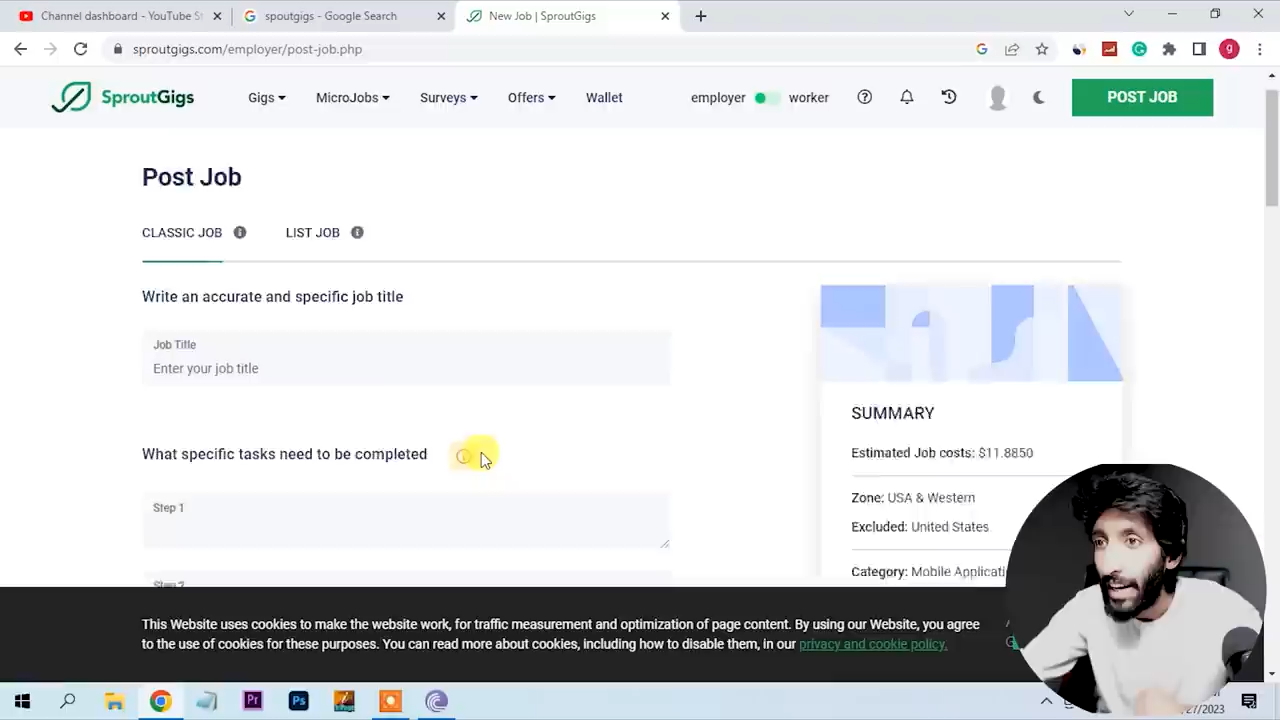 Channel dashboard - YouTube St
spoutgigs - Google Search
New Job | SproutGigs
sproutgigs.com/employer/post-job.php
g
SproutGigs
Gigs
MicroJobs
Surveys
Offers
Wallet
employer
worker
POST JOB
Post Job
CLASSIC JOB
LIST JOB
Write an accurate and specific job title
Job Title
Enter your job title
What specific tasks need to be completed
Step 1
Step 2
SUMMARY
Estimated Job costs: $11.8850
Zone: USA & Western
Excluded: United States
Category: Mobile Applicati
This Website uses cookies to make the website work, for traffic measurement and optimization of page content. By using our Website, you agree
to the use of cookies for these purposes. You can read more about cookies, including how to disable them, in our privacy and cookie policy.
Pr
Ps
/27/2023